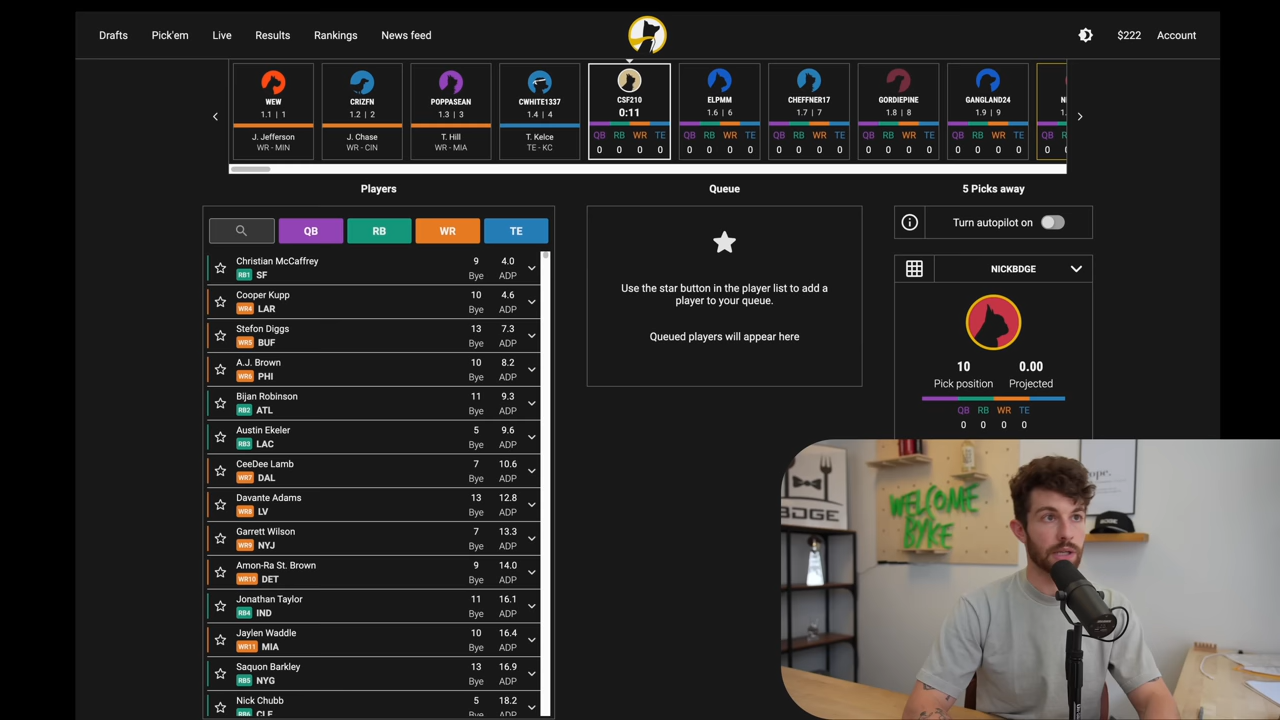 Drafts Pick'em Live Results Rankings News feed $222 Account
WEW
1.1 | 1
J. Jefferson
WR - MIN
CRIZFN
1.2 | 2
J. Chase
WR - CIN
POPPASEAN
1.3 | 3
T. Hill
WR - MIA
CWHITE1337
1.4 | 4
T. Kelce
TE - KC
CSF210
0:11
QB RB WR TE
0 0 0 0
ELPMM
1.6 | 6
QB RB WR TE
0 0 0 0
CHEFFNER17
1.7 | 7
QB RB WR TE
0 0 0 0
GORDIEPINE
1.8 | 8
QB RB WR TE
0 0 0 0
GANGLAND24
1.9 | 9
QB RB WR TE
0 0 0 0
Players
QB RB WR TE
Christian McCaffrey 9 4.0
RB1 SF Bye ADP
Cooper Kupp 10 4.6
WR4 LAR Bye ADP
Stefon Diggs 13 7.3
WR5 BUF Bye ADP
A.J. Brown 10 8.2
WR6 PHI Bye ADP
Bijan Robinson 11 9.3
RB2 ATL Bye ADP
Austin Ekeler 5 9.6
RB3 LAC Bye ADP
CeeDee Lamb 7 10.6
WR7 DAL Bye ADP
Davante Adams 13 12.8
WR8 LV Bye ADP
Garrett Wilson 7 13.3
WR9 NYJ Bye ADP
Amon-Ra St. Brown 9 14.0
WR10 DET Bye ADP
Jonathan Taylor 11 16.1
RB4 IND Bye ADP
Jaylen Waddle 10 16.4
WR11 MIA Bye ADP
Saquon Barkley 13 16.9
RB5 NYG Bye ADP
Nick Chubb 5 18.2
RB6 CLE Bye ADP
Queue
Use the star button in the player list to add a
player to your queue.
Queued players will appear here
5 Picks away
Turn autopilot on
NICKBDGE
10 0.00
Pick position Projected
QB RB WR TE
0 0 0 0
BDGE
WELCOME
BYKE